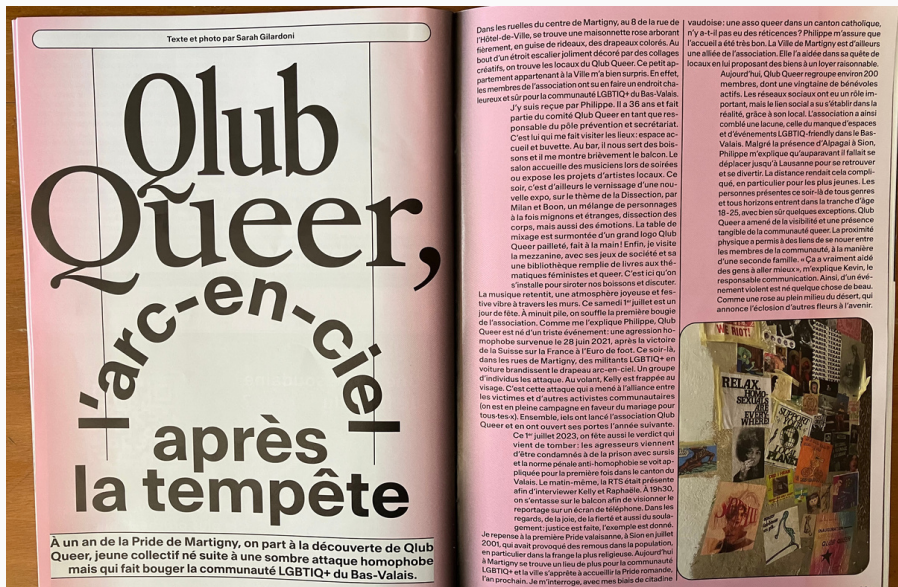 Texte et photo par Sarah Gilardoni
Qlub
Queer,
l'arc-en-ciel
après
la tempête
À un an de la Pride de Martigny, on part à la découverte de Qlub
Queer, jeune collectif né suite à une sombre attaque homophobe
mais qui fait bouger la communauté LGBTIQ+ du Bas-Valais.
Dans les ruelles du centre de Martigny, au 8 de la rue de
l'Hôtel-de-Ville, se trouve une maisonnette rose arborant
fièrement, en guise de rideaux, des drapeaux colorés. Au
bout d'un étroit escalier joliment décoré par des collages
créatifs, on trouve les locaux du Qlub Queer. Ce petit ap-
partement appartenant à la Ville m'a bien surpris. En effet,
les membres de l'association ont su en faire un endroit cha-
leureux et sûr pour la communauté LGBTIQ+ du Bas-Valais.
J'y suis reçue par Philippe. Il a 36 ans et fait
partie du comité Qlub Queer en tant que res-
ponsable du pôle prévention et secrétariat.
C'est lui qui me fait visiter les lieux: espace ac-
cueil et buvette. Au bar, il nous sert des bois-
sons et il me montre brièvement le balcon. Le
salon accueille des musiciens lors de soirées
ou expose les projets d'artistes locaux. Ce
soir, c'est d'ailleurs le vernissage d'une nou-
velle expo, sur le thème de la Dissection, par
Milan et Boon, un mélange de personnages
à la fois mignons et étranges, dissection des
corps, mais aussi des émotions. La table de
mixage est surmontée d'un grand logo Qlub
Queer pailleté, fait à la main! Enfin, je visite
la mezzanine, avec ses jeux de société et sa
une bibliothèque remplie de livres aux thé-
matiques féministes et queer. C'est ici qu'on
s'installe pour siroter nos boissons et discuter.
La musique retentit, une atmosphère joyeuse et fes-
tive vibre à travers les murs. Ce samedi 1er juillet est un
jour de fête. À minuit pile, on souffle la première bougie
de l'association. Comme me l'explique Philippe, Qlub
Queer est né d'un triste événement: une agression ho-
mophobe survenue le 28 juin 2021, après la victoire
de la Suisse sur la France à l'Euro de foot. Ce soir-là,
dans les rues de Martigny, des militants LGBTIQ+ en
voiture brandissent le drapeau arc-en-ciel. Un groupe
d'individus les attaque. Au volant, Kelly est frappée au
visage. C'est cette attaque qui a mené à l'alliance entre
les victimes et d'autres activistes communautaires
(on est en pleine campagne en faveur du mariage pour
tous·tes·x). Ensemble, iels ont lancé l'association Qlub
Queer et en ont ouvert ses portes l'année suivante.
Ce 1er juillet 2023, on fête aussi le verdict qui
vient de tomber: les agresseurs viennent
d'être condamnés à de la prison avec sursis
et la norme pénale anti-homophobie se voit ap-
pliquée pour la première fois dans le canton du
Valais. Le matin-même, la RTS était présente
afin d'interviewer Kelly et Raphaële. À 19h30,
on s'entasse sur le balcon afin de visionner le
reportage sur un écran de téléphone. Dans les
regards, de la joie, de la fierté et aussi du soula-
gement: justice est faite, l'exemple est donné.
Je repense à la première Pride valaisanne, à Sion en juillet
2001, qui avait provoqué des remous dans la population,
en particulier dans la frange la plus religieuse. Aujourd'hui
à Martigny se trouve un lieu de plus pour la communauté
LGBTIQ+ et la ville s'apprête à accueillir la Pride romande,
l'an prochain. Je m'interroge, avec mes biais de citadine
vaudoise: une asso queer dans un canton catholique,
n'y a-t-il pas eu des réticences? Philippe m'assure que
l'accueil a été très bon. La Ville de Martigny est d'ailleurs
une alliée de l'association. Elle l'a aidée dans sa quête de
locaux en lui proposant des biens à un loyer raisonnable.
Aujourd'hui, Qlub Queer regroupe environ 200
membres, dont une vingtaine de bénévoles
actifs. Les réseaux sociaux ont eu un rôle im-
portant, mais le lien social a su s'établir dans la
réalité, grâce à son local. L'association a ainsi
comblé une lacune, celle du manque d'espaces
et d'événements LGBTIQ-friendly dans le Bas-
Valais. Malgré la présence d'Alpagai à Sion,
Philippe m'explique qu'auparavant il fallait se
déplacer jusqu'à Lausanne pour se retrouver
et se divertir. La distance rendait cela compli-
qué, en particulier pour les plus jeunes. Les
personnes présentes ce soir-là de tous genres
et tous horizons entrent dans la tranche d'âge
18-25, avec bien sûr quelques exceptions. Qlub
Queer a amené de la visibilité et une présence
tangible de la communauté queer. La proximité
physique a permis à des liens de se nouer entre
les membres de la communauté, à la manière
d'une seconde famille. «Ça a vraiment aidé
des gens à aller mieux», m'explique Kevin, le
responsable communication. Ainsi, d'un évé-
nement violent est né quelque chose de beau.
Comme une rose au plein milieu du désert, qui
annonce l'éclosion d'autres fleurs à l'avenir.
RIOT!
RELAX,
HOMO-
SEXUALS
ARE
EVERY-
WHERE!
SUPPORT
YOUR